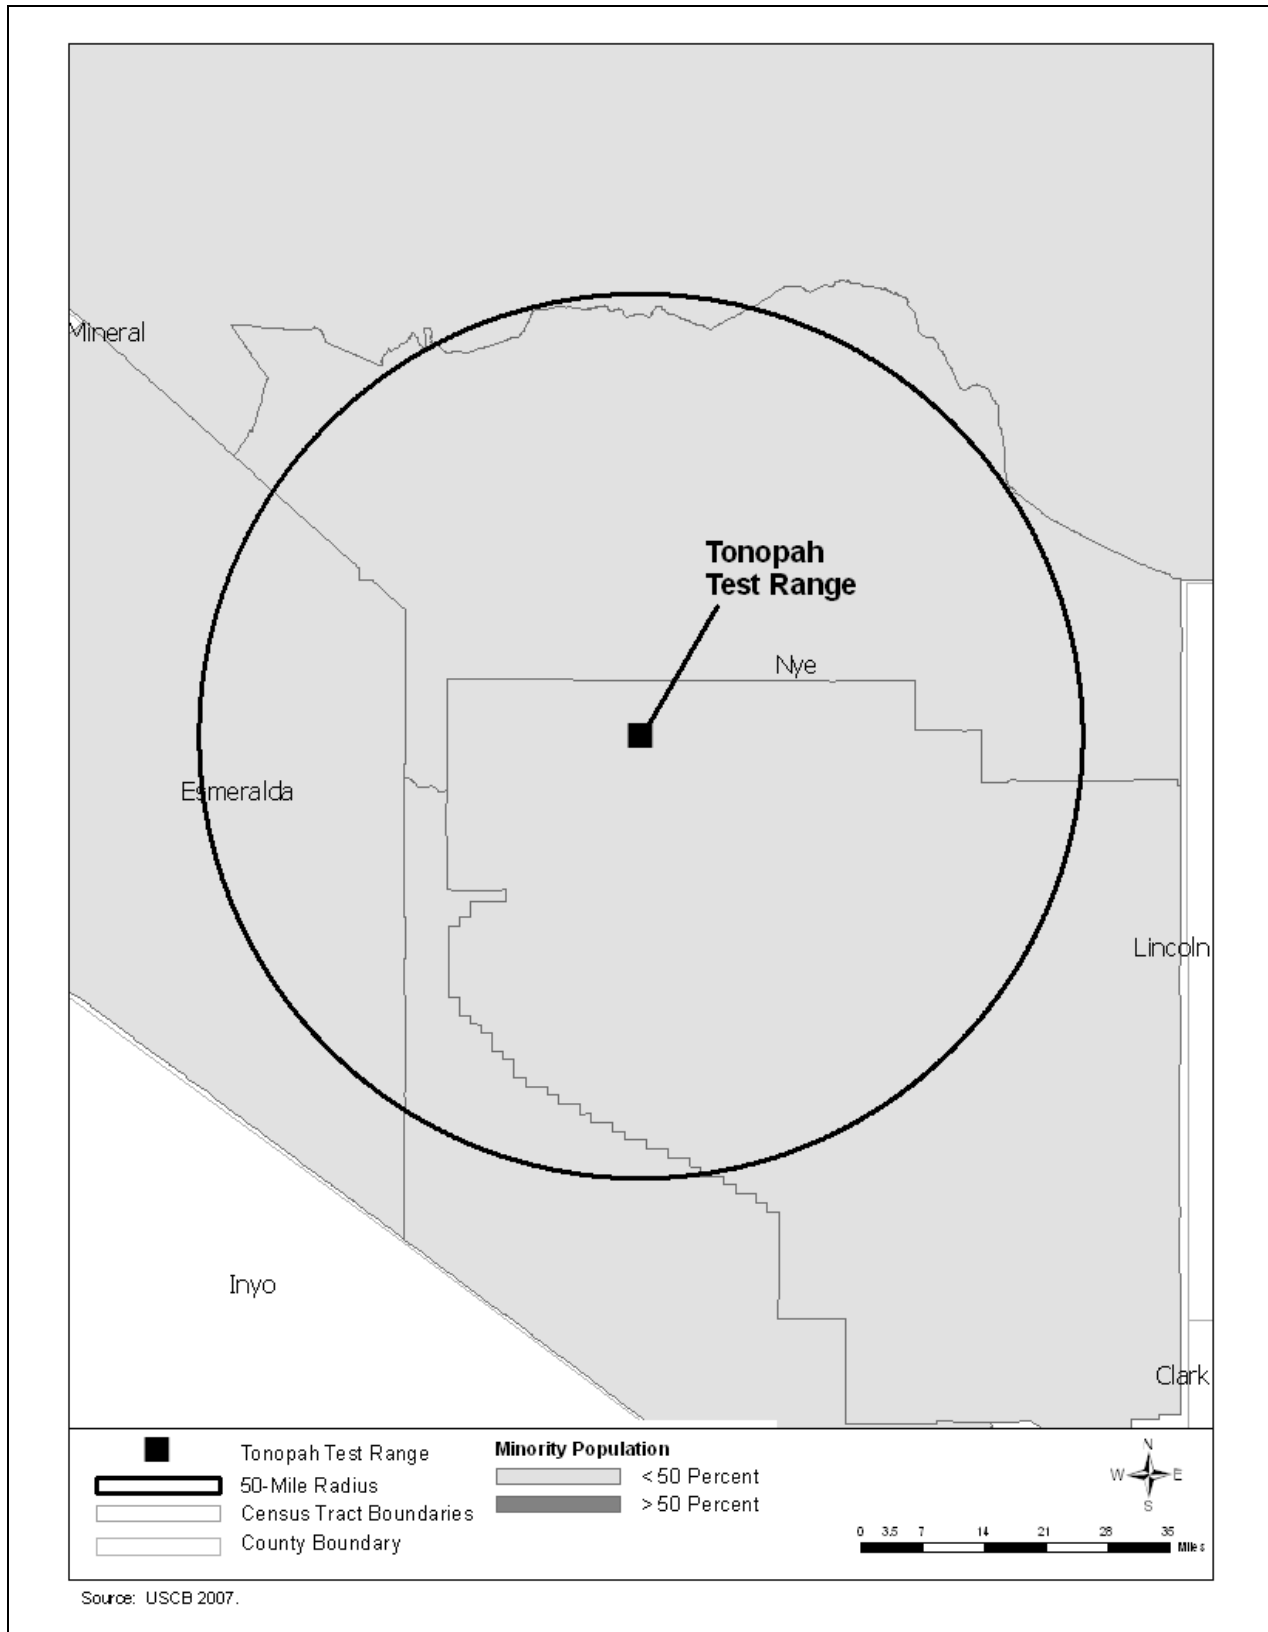 Mineral
Tonopah
Test Range
Nye
Esmeralda
Lincoln
Inyo
Clark
Tonopah Test Range
50-Mile Radius
Census Tract Boundaries
County Boundary
Minority Population
< 50 Percent
> 50 Percent
N
W E
S
0 3.5 7 14 21 28 35
Miles
Source: USCB 2007.